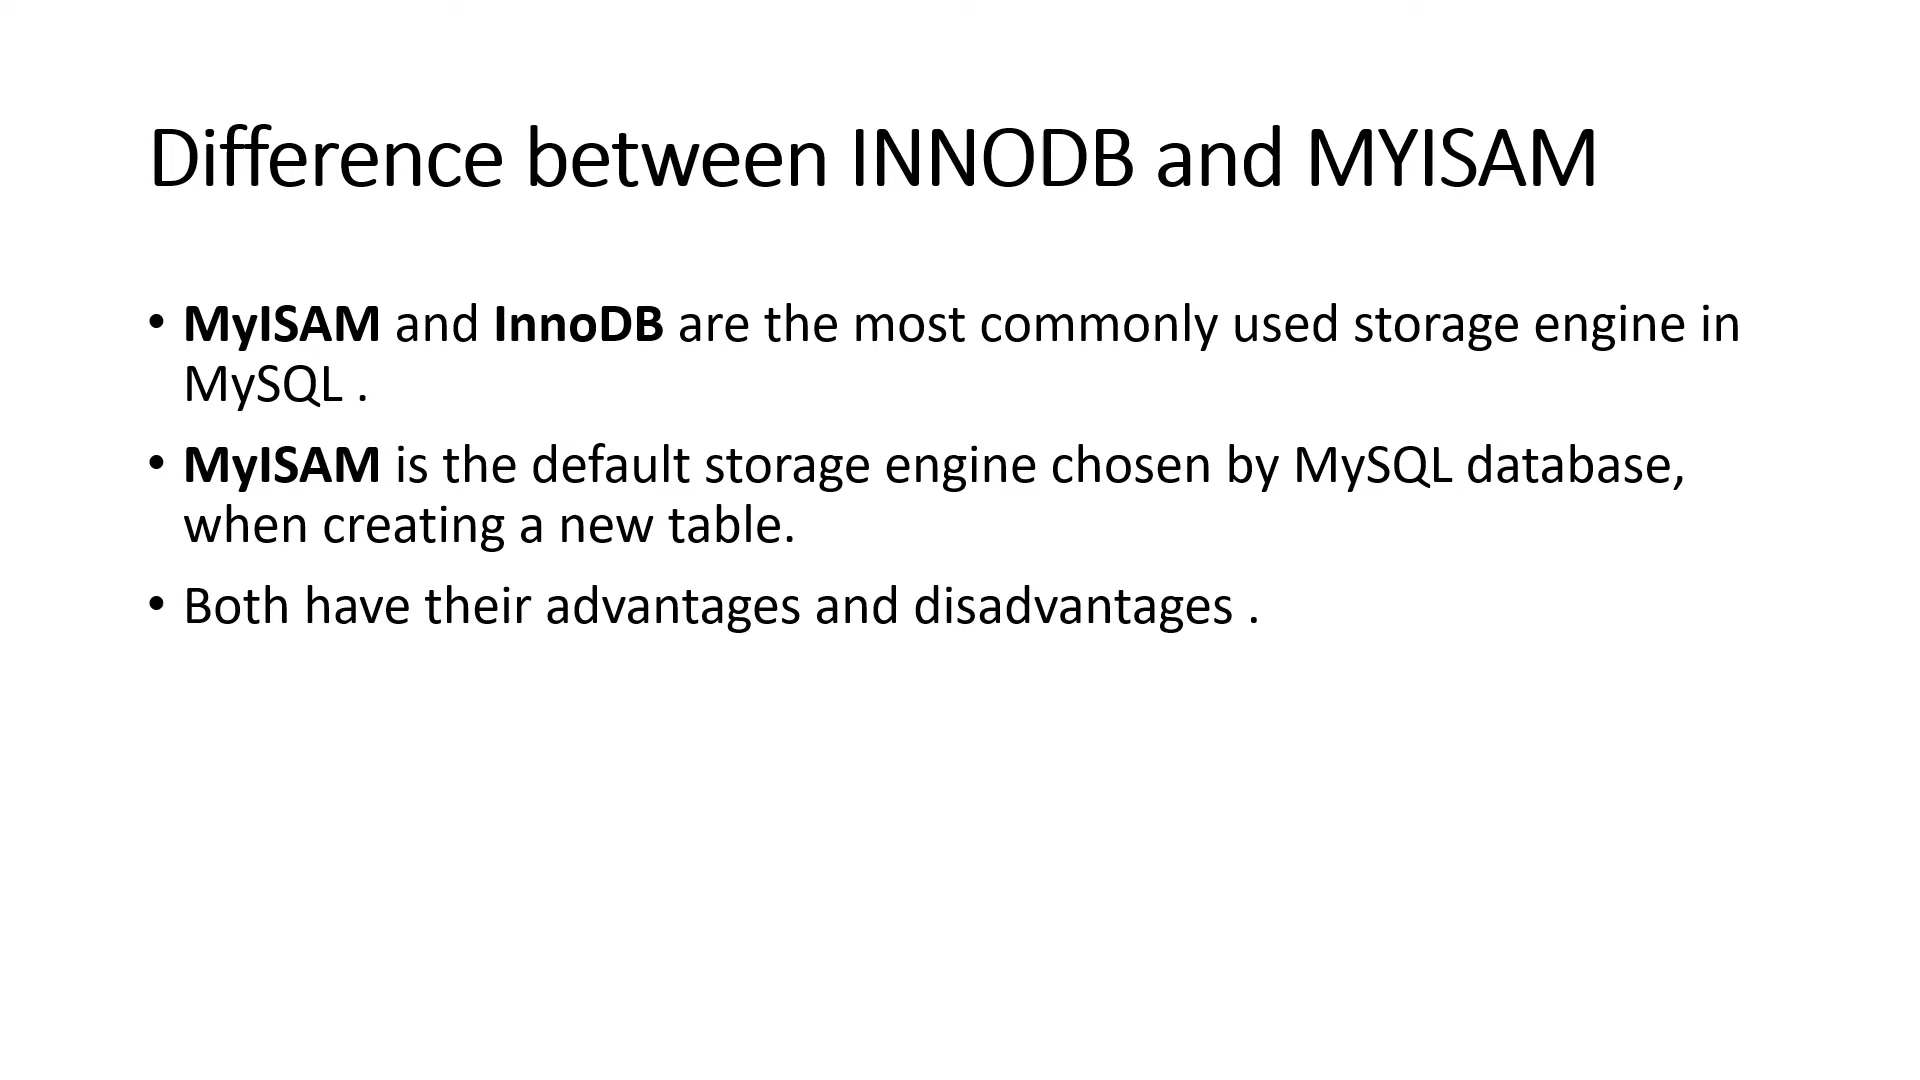 Difference between INNODB and MYISAM
• MyISAM and InnoDB are the most commonly used storage engine in
MySQL .
• MyISAM is the default storage engine chosen by MySQL database,
when creating a new table.
• Both have their advantages and disadvantages .